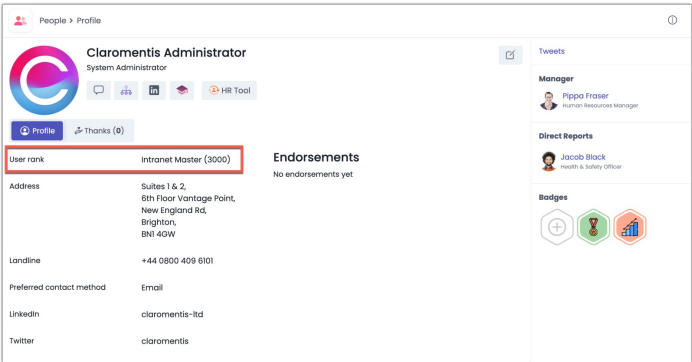 People > Profile
Claromentis Administrator
System Administrator
in
HR Tool
Profile
Thanks (0)
User rank Intranet Master (3000)
Address Suites 1 & 2,
6th Floor Vantage Point,
New England Rd,
Brighton,
BN1 4GW
Landline +44 0800 409 6101
Preferred contact method Email
LinkedIn claromentis-ltd
Twitter claromentis
Endorsements
No endorsements yet
Tweets
Manager
Pippa Fraser
Human Resources Manager
Direct Reports
Jacob Black
Health & Safety Officer
Badges